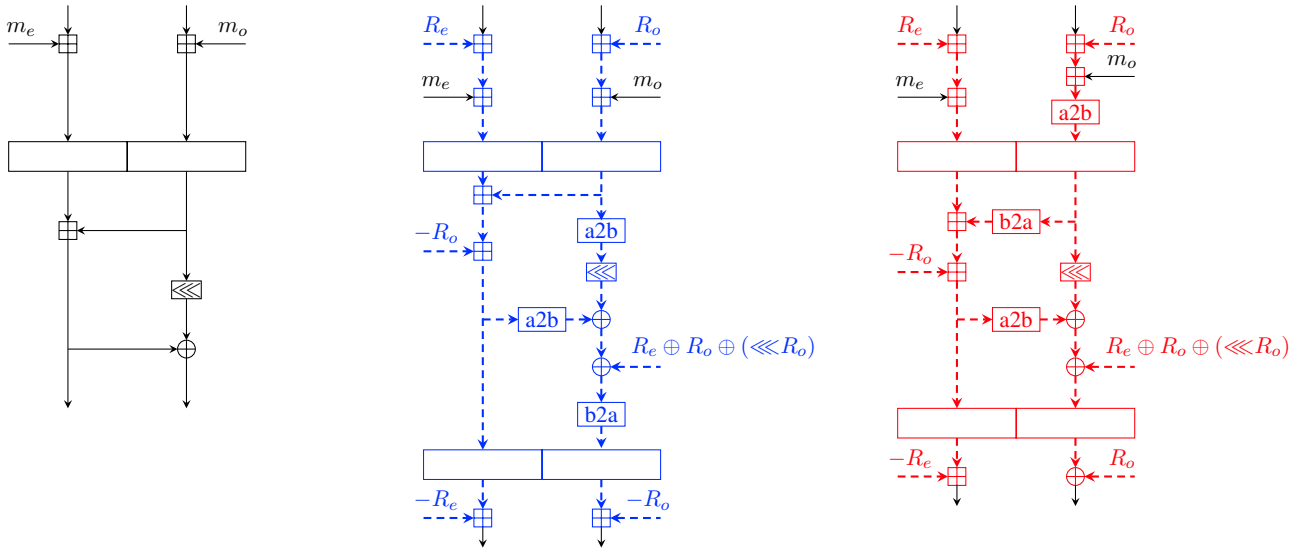 m_e
m_o
R_e
R_o
m_e
m_o
a2b
-R_o
a2b
R_e ⊕ R_o ⊕ (⋘R_o)
b2a
-R_e
-R_o
R_e
R_o
m_o
m_e
a2b
b2a
-R_o
a2b
R_e ⊕ R_o ⊕ (⋘R_o)
-R_e
R_o